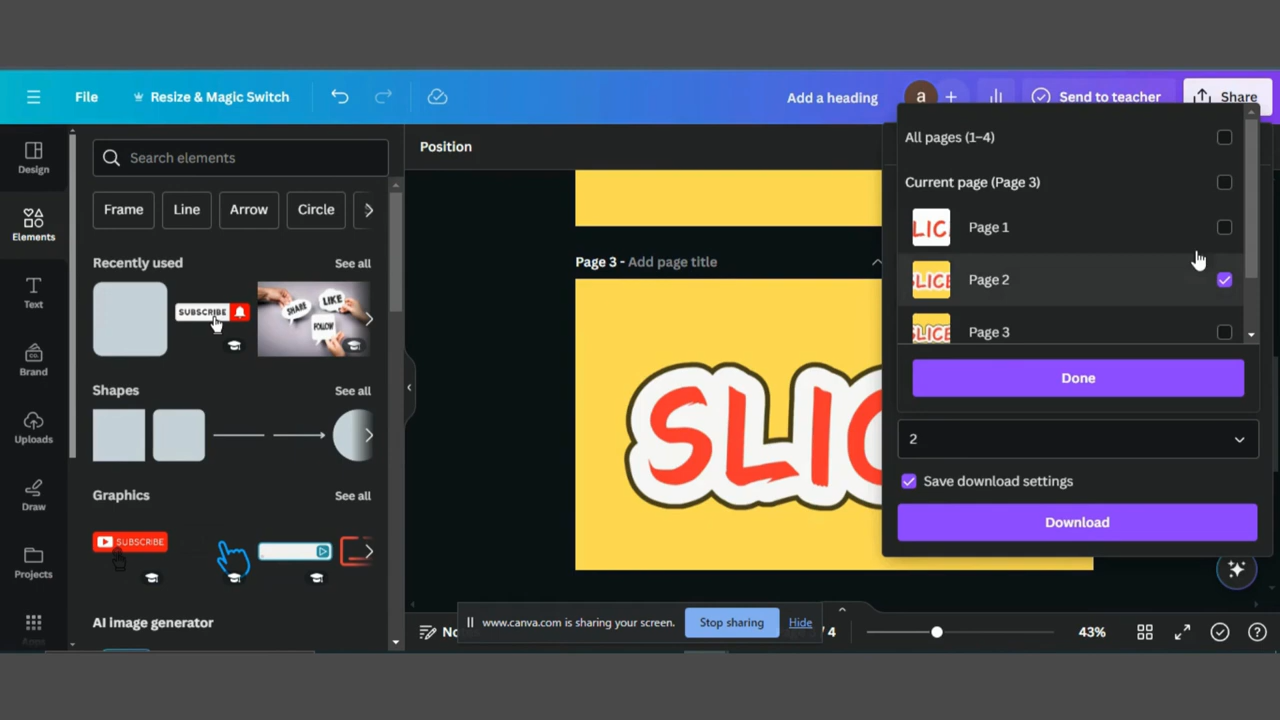 File
Resize & Magic Switch
Add a heading
a
Send to teacher
Share
Design
Elements
Text
Brand
Uploads
Draw
Projects
Apps
Search elements
Frame
Line
Arrow
Circle
Recently used
See all
SUBSCRIBE
SHARE
LIKE
FOLLOW
Shapes
See all
Graphics
See all
SUBSCRIBE
AI image generator
Position
Page 3 - Add page title
SLIC
All pages (1–4)
Current page (Page 3)
LIC
Page 1
SLICE
Page 2
SLICE
Page 3
Done
2
Save download settings
Download
www.canva.com is sharing your screen.
Stop sharing
Hide
/ 4
43%